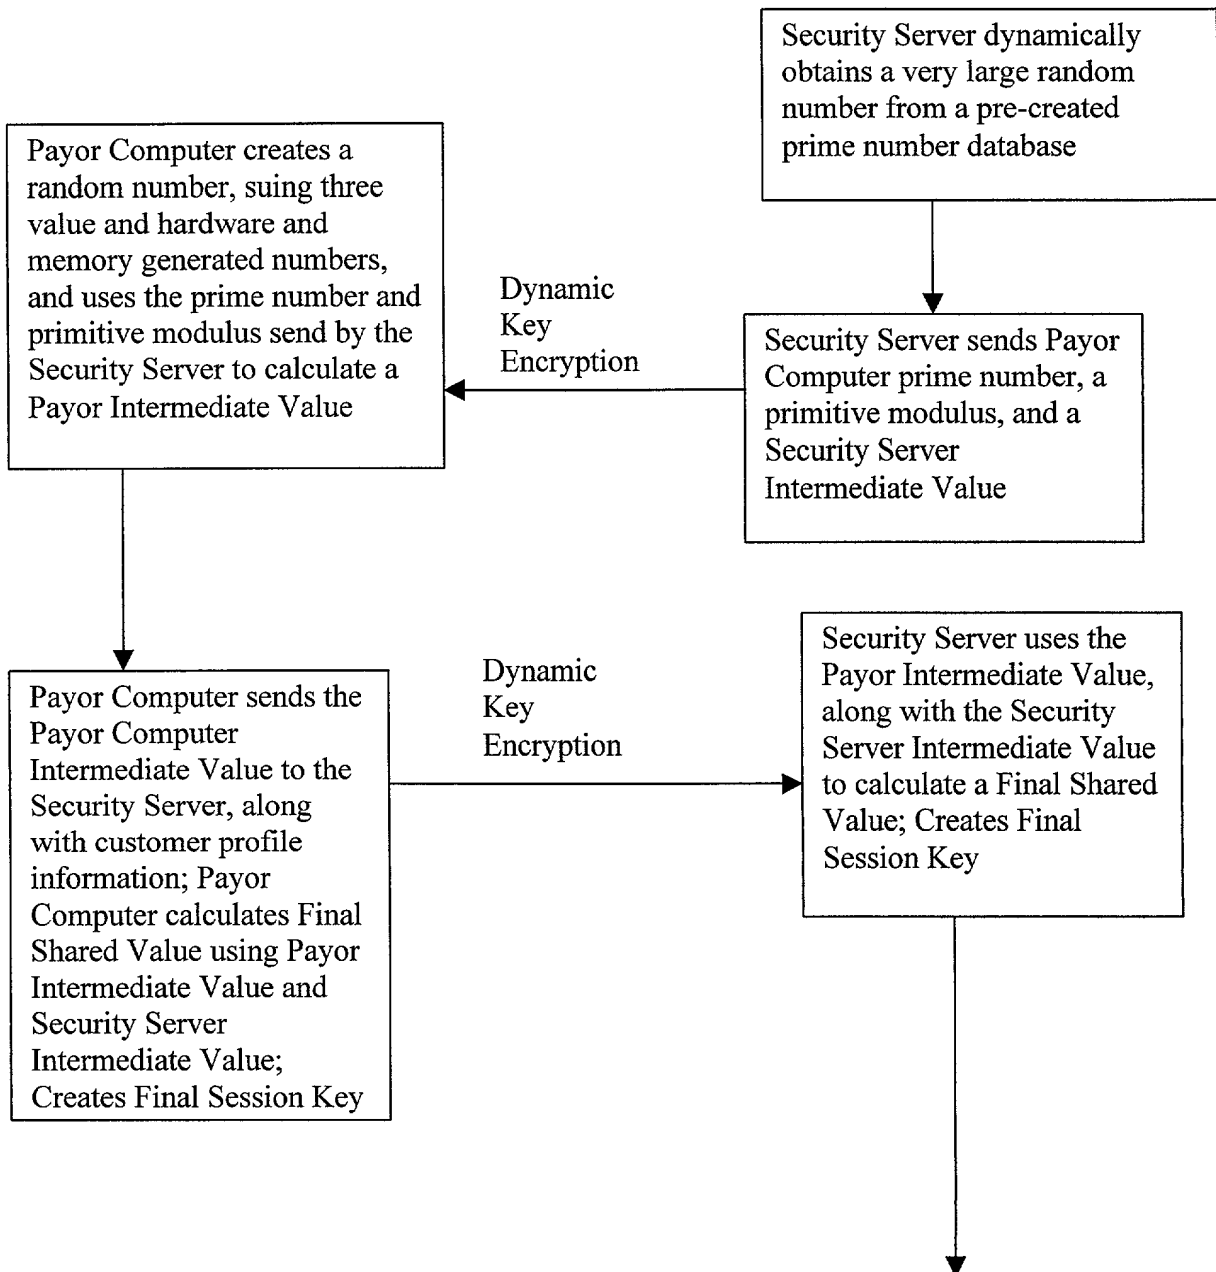 Security Server dynamically
obtains a very large random
number from a pre-created
prime number database
Payor Computer creates a
random number, suing three
value and hardware and
memory generated numbers,
and uses the prime number and
primitive modulus send by the
Security Server to calculate a
Payor Intermediate Value
Dynamic
Key
Encryption
Security Server sends Payor
Computer prime number, a
primitive modulus, and a
Security Server
Intermediate Value
Payor Computer sends the
Payor Computer
Intermediate Value to the
Security Server, along
with customer profile
information; Payor
Computer calculates Final
Shared Value using Payor
Intermediate Value and
Security Server
Intermediate Value;
Creates Final Session Key
Dynamic
Key
Encryption
Security Server uses the
Payor Intermediate Value,
along with the Security
Server Intermediate Value
to calculate a Final Shared
Value; Creates Final
Session Key